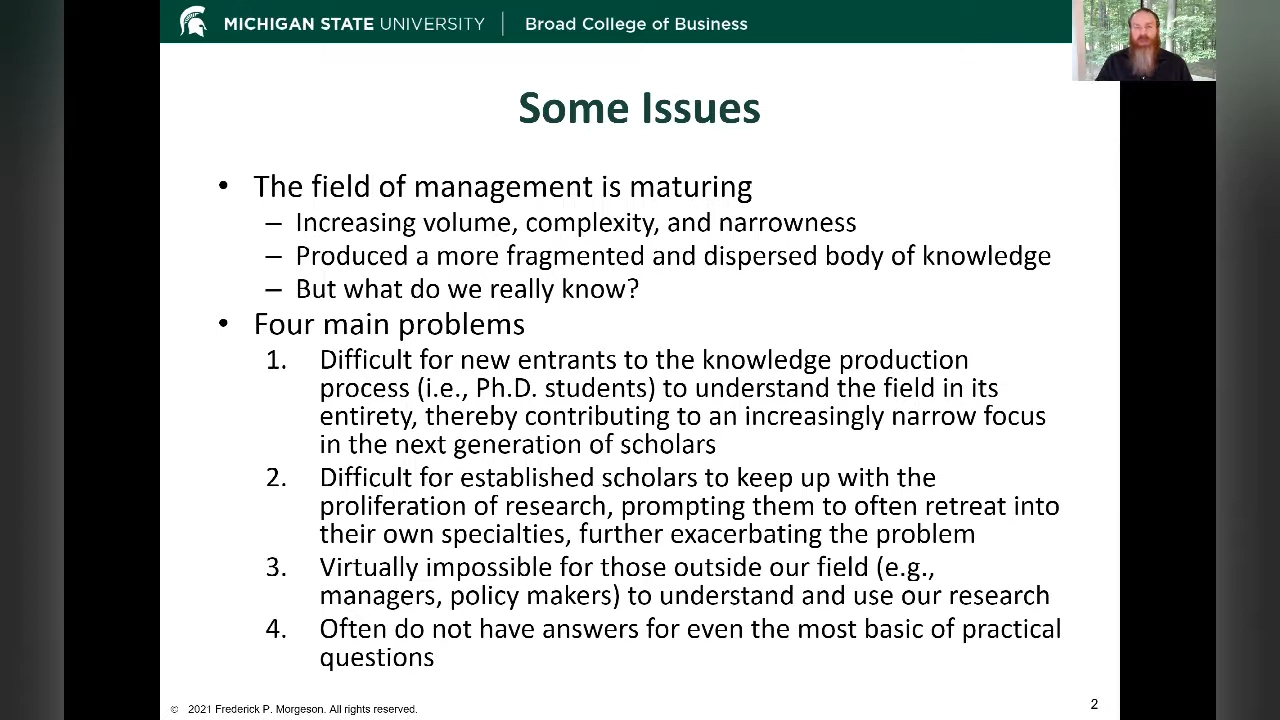 MICHIGAN STATE UNIVERSITY | Broad College of Business
Some Issues
• The field of management is maturing
– Increasing volume, complexity, and narrowness
– Produced a more fragmented and dispersed body of knowledge
– But what do we really know?
• Four main problems
1. Difficult for new entrants to the knowledge production
process (i.e., Ph.D. students) to understand the field in its
entirety, thereby contributing to an increasingly narrow focus
in the next generation of scholars
2. Difficult for established scholars to keep up with the
proliferation of research, prompting them to often retreat into
their own specialties, further exacerbating the problem
3. Virtually impossible for those outside our field (e.g.,
managers, policy makers) to understand and use our research
4. Often do not have answers for even the most basic of practical
questions
© 2021 Frederick P. Morgeson. All rights reserved.
2